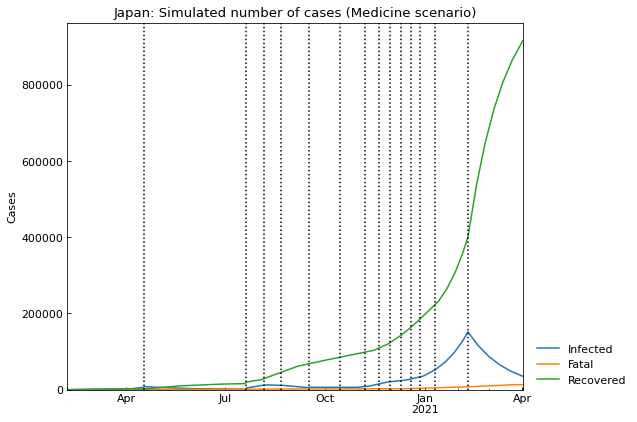 Japan: Simulated number of cases (Medicine scenario)
Cases
800000
600000
400000
200000
0
Apr
Jul
Oct
Jan
2021
Apr
Infected
Fatal
Recovered